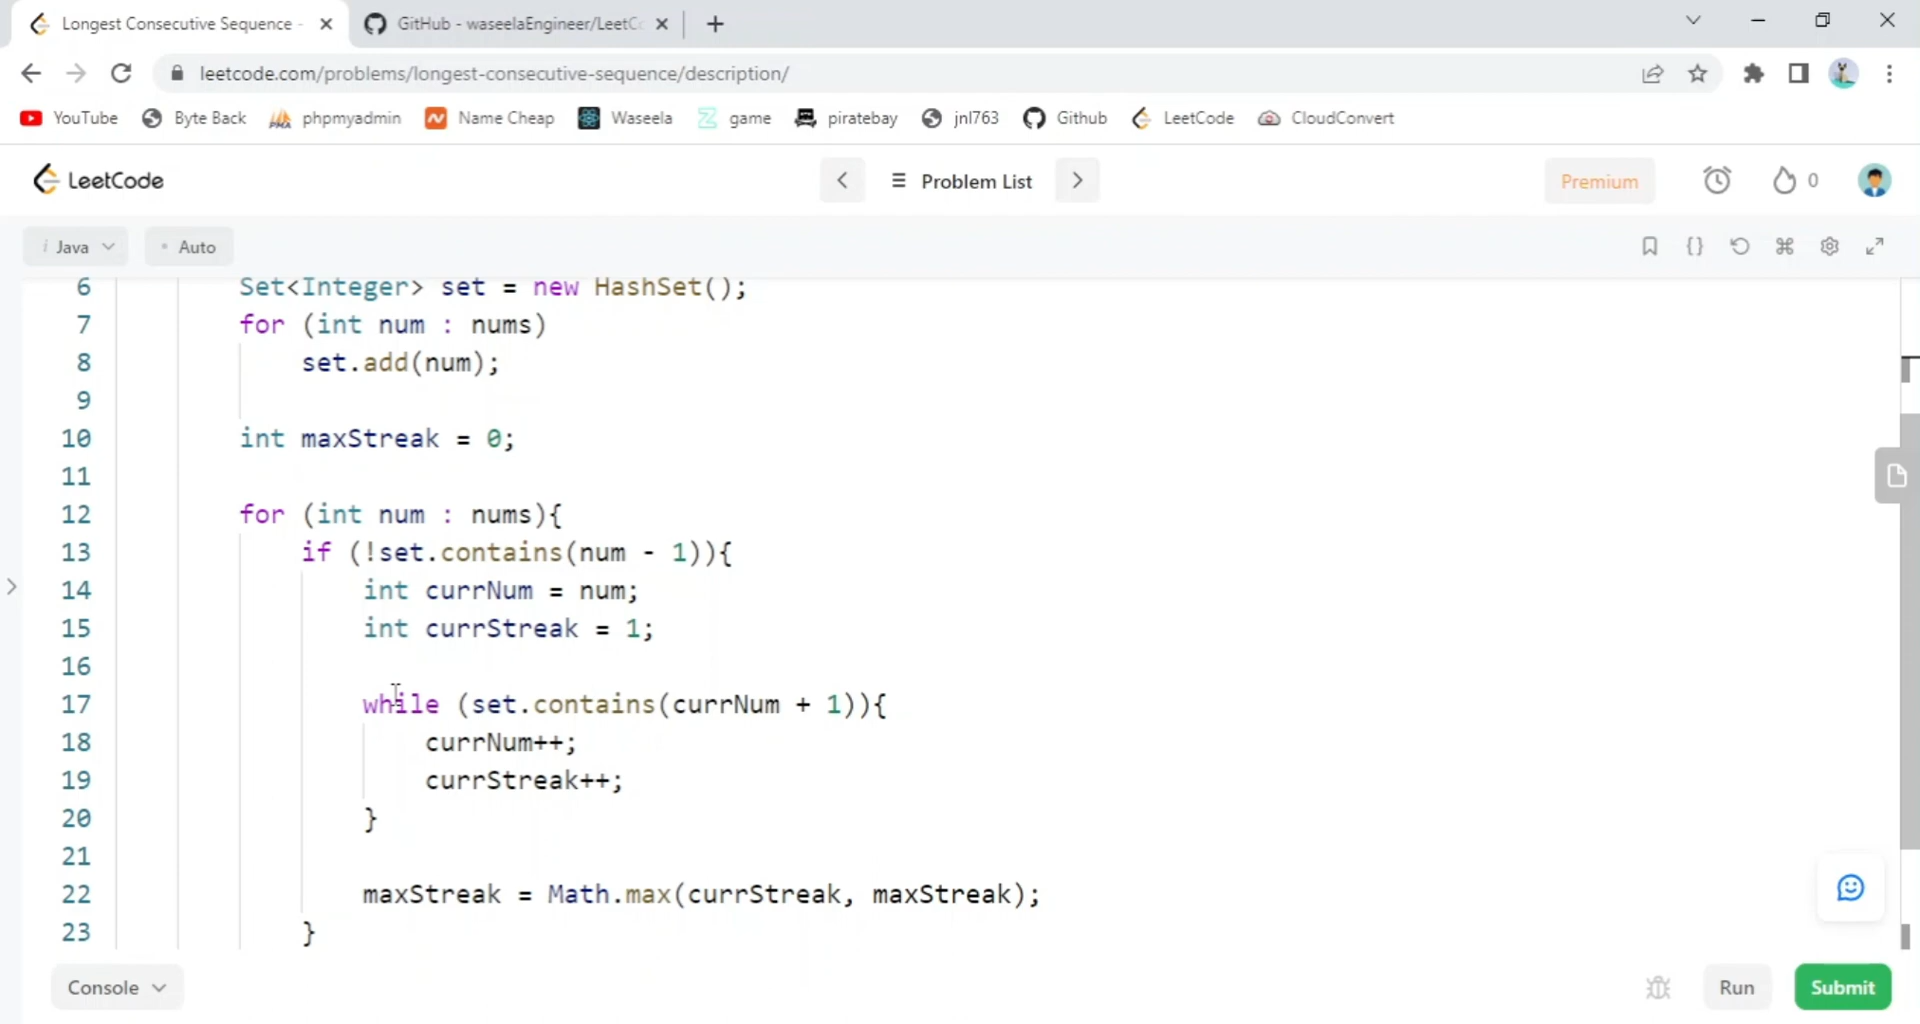 Longest Consecutive Sequence -
GitHub - waseelaEngineer/LeetC
leetcode.com/problems/longest-consecutive-sequence/description/
YouTube Byte Back phpmyadmin Name Cheap Waseela game piratebay jnl763 Github LeetCode CloudConvert
LeetCode Problem List Premium 0
i Java • Auto
6 Set<Integer> set = new HashSet();
7 for (int num : nums)
8 set.add(num);
9
10 int maxStreak = 0;
11
12 for (int num : nums){
13 if (!set.contains(num - 1)){
14 int currNum = num;
15 int currStreak = 1;
16
17 while (set.contains(currNum + 1)){
18 currNum++;
19 currStreak++;
20 }
21
22 maxStreak = Math.max(currStreak, maxStreak);
23 }
Console Run Submit